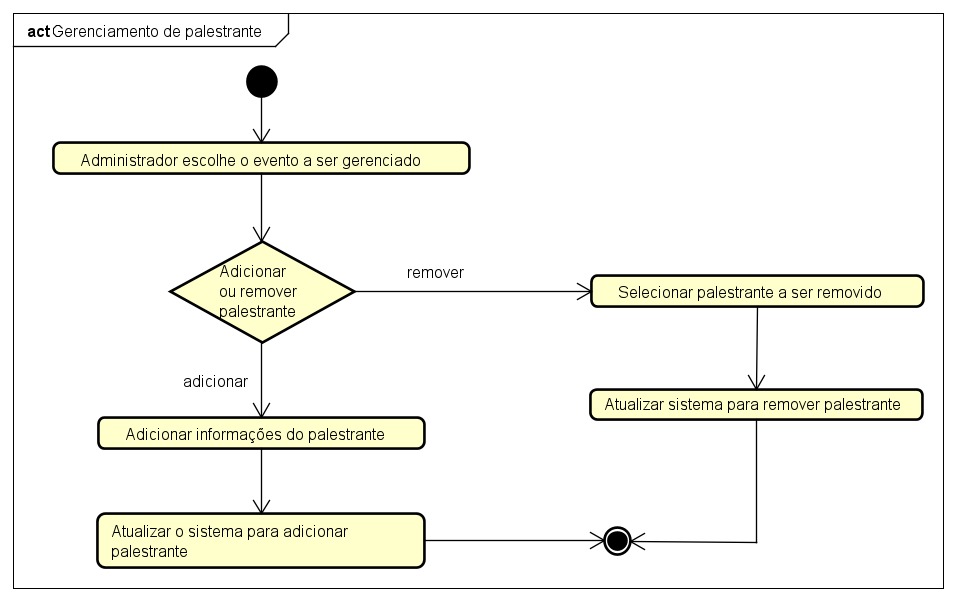 act Gerenciamento de palestrante
Administrador escolhe o evento a ser gerenciado
Adicionar
ou remover
palestrante
remover
Selecionar palestrante a ser removido
adicionar
Atualizar sistema para remover palestrante
Adicionar informações do palestrante
Atualizar o sistema para adicionar
palestrante